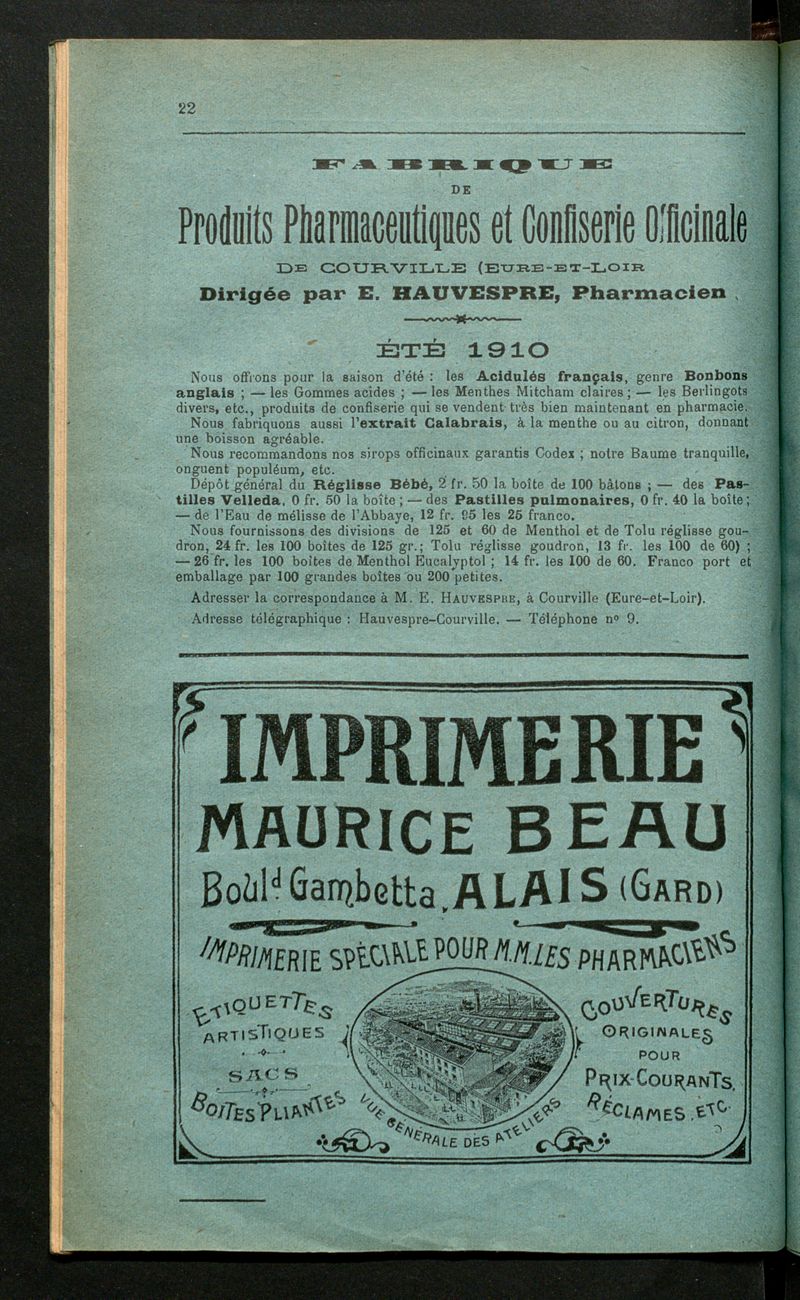 22
FABRIQUE
DE
Produits Pharmaceutiques et Confiserie Officinale
DE COURVILLE (EURE-ET-LOIR
Dirigée par E. HAUVESPRE, Pharmacien
ÉTÉ 1910
Nous offrons pour la saison d'été : les Acidulés français, genre Bonbons
anglais ; — les Gommes acides ; — les Menthes Mitcham claires ; — les Berlingots
divers, etc., produits de confiserie qui se vendent très bien maintenant en pharmacie.
Nous fabriquons aussi l'extrait Calabrais, à la menthe ou au citron, donnant
une boisson agréable.
Nous recommandons nos sirops officinaux garantis Codex ; notre Baume tranquille,
onguent populéum, etc.
Dépôt général du Réglisse Bébé, 2 fr. 50 la boîte de 100 bâtons ; — des Pas-
tilles Velleda, 0 fr. 50 la boîte ; — des Pastilles pulmonaires, 0 fr. 40 la boîte ;
— de l'Eau de mélisse de l'Abbaye, 12 fr. 95 les 25 franco.
Nous fournissons des divisions de 125 et 60 de Menthol et de Tolu réglisse gou-
dron, 24 fr. les 100 boîtes de 125 gr.; Tolu réglisse goudron, 13 fr. les 100 de 60) ;
— 26 fr. les 100 boîtes de Menthol Eucalyptol ; 14 fr. les 100 de 60. Franco port et
emballage par 100 grandes boîtes ou 200 petites.
Adresser la correspondance à M. E. HAUVESPRE, à Courville (Eure-et-Loir).
Adresse télégraphique : Hauvespre-Courville. — Téléphone nº 9.
IMPRIMERIE
MAURICE BEAU
Boùld Gambetta, ALAIS (GARD)
IMPRIMERIE SPÉCIALE POUR M.M.LES PHARMACIENS
ETIQUETTES
ARTISTIQUES
SACS
BOITES PLIANTES
VUE GÉNÉRALE DES ATELIERS
COUVERTURES
ORIGINALES
POUR
PRIX-COURANTS,
RÉCLAMES. ETC.